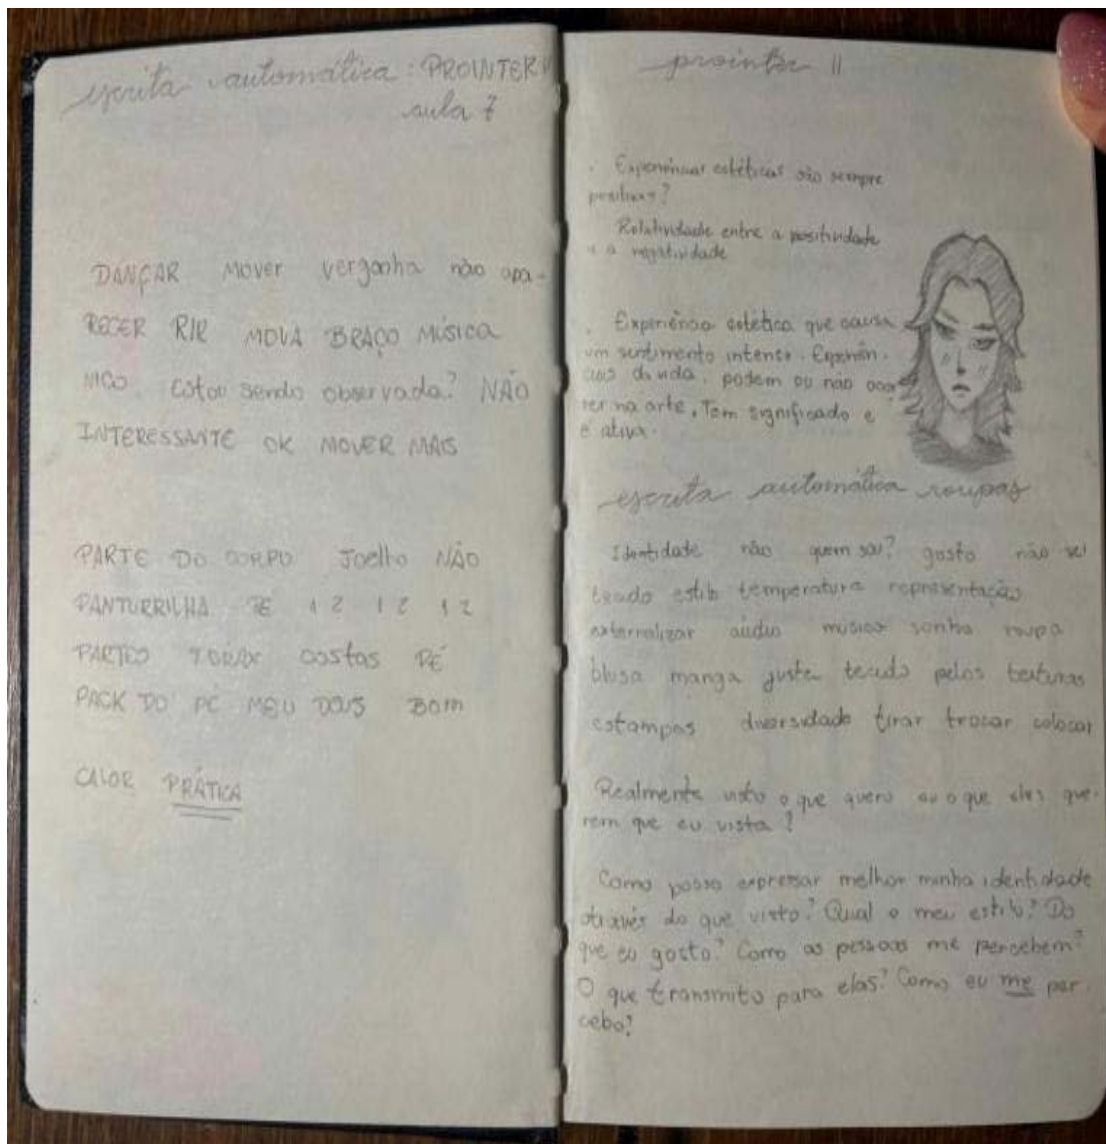 escrita automática : PROINTER II
aula 7
DANÇAR MOVER vergonha não apa-
RECER RIR MOVA BRAÇO MÚSICA
NICO. Estou sendo observada? NÃO
INTERESSANTE OK MOVER MAIS
PARTE DO CORPO Joelho NÃO
PANTURRILHA PÉ 1 2 1 2 1 2
PARTES TÓRAX COSTAS PÉ
PACK DO PÉ MEU DOIS BOM
CALOR PRÁTICA
prointer II
. Experiências estéticas são sempre
positivas?
Relatividade entre a positividade
e a negatividade
. Experiência estética que causa
um sentimento intenso. Experiên-
cias da vida, podem ou não ocor-
rer na arte. Tem significado e
é ativa.
escrita automática roupas
Identidade não quem sou? gosto não sei
tecido estilo temperatura representação
externalizar áudio música sonho roupa
blusa manga justa tecido pelos texturas
estampas diversidade tirar trocar colocar
Realmente visto o que quero ou o que eles que-
rem que eu vista?
Como posso expressar melhor minha identidade
através do que visto? Qual o meu estilo? Do
que eu gosto? Como as pessoas me percebem?
O que transmito para elas? Como eu me per-
cebo?